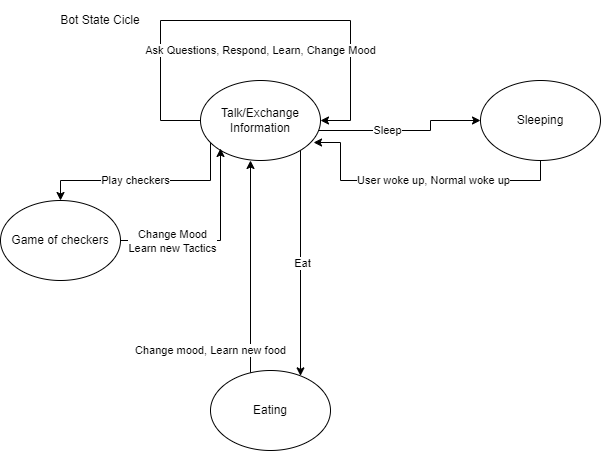 Bot State Cicle
Ask Questions, Respond, Learn, Change Mood
Talk/Exchange
Information
Sleep
Sleeping
Play checkers
User woke up, Normal woke up
Game of checkers
Change Mood
Learn new Tactics
Eat
Change mood, Learn new food
Eating